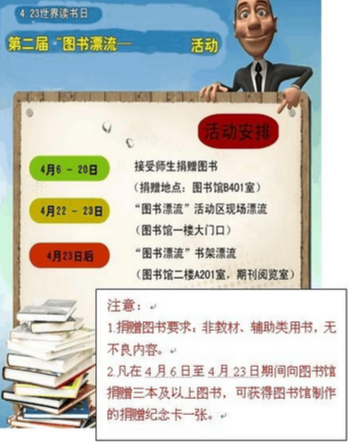 4.23世界读书日
第二届 "图书漂流— 活动
活动安排
4月6 - 20日 接受师生捐赠图书
（捐赠地点：图书馆B401室）
4月22 - 23日 “图书漂流”活动区现场漂流
（图书馆一楼大门口）
4月23日后 “图书漂流”书架漂流
（图书馆二楼A201室，期刊阅览室）
注意：
1.捐赠图书要求：非教材、辅助类用书，无
不良内容。
2.凡在 4 月 6 日至 4 月 23 日期间向图书馆
捐赠三本及以上图书，可获得图书馆制作
的捐赠纪念卡一张。